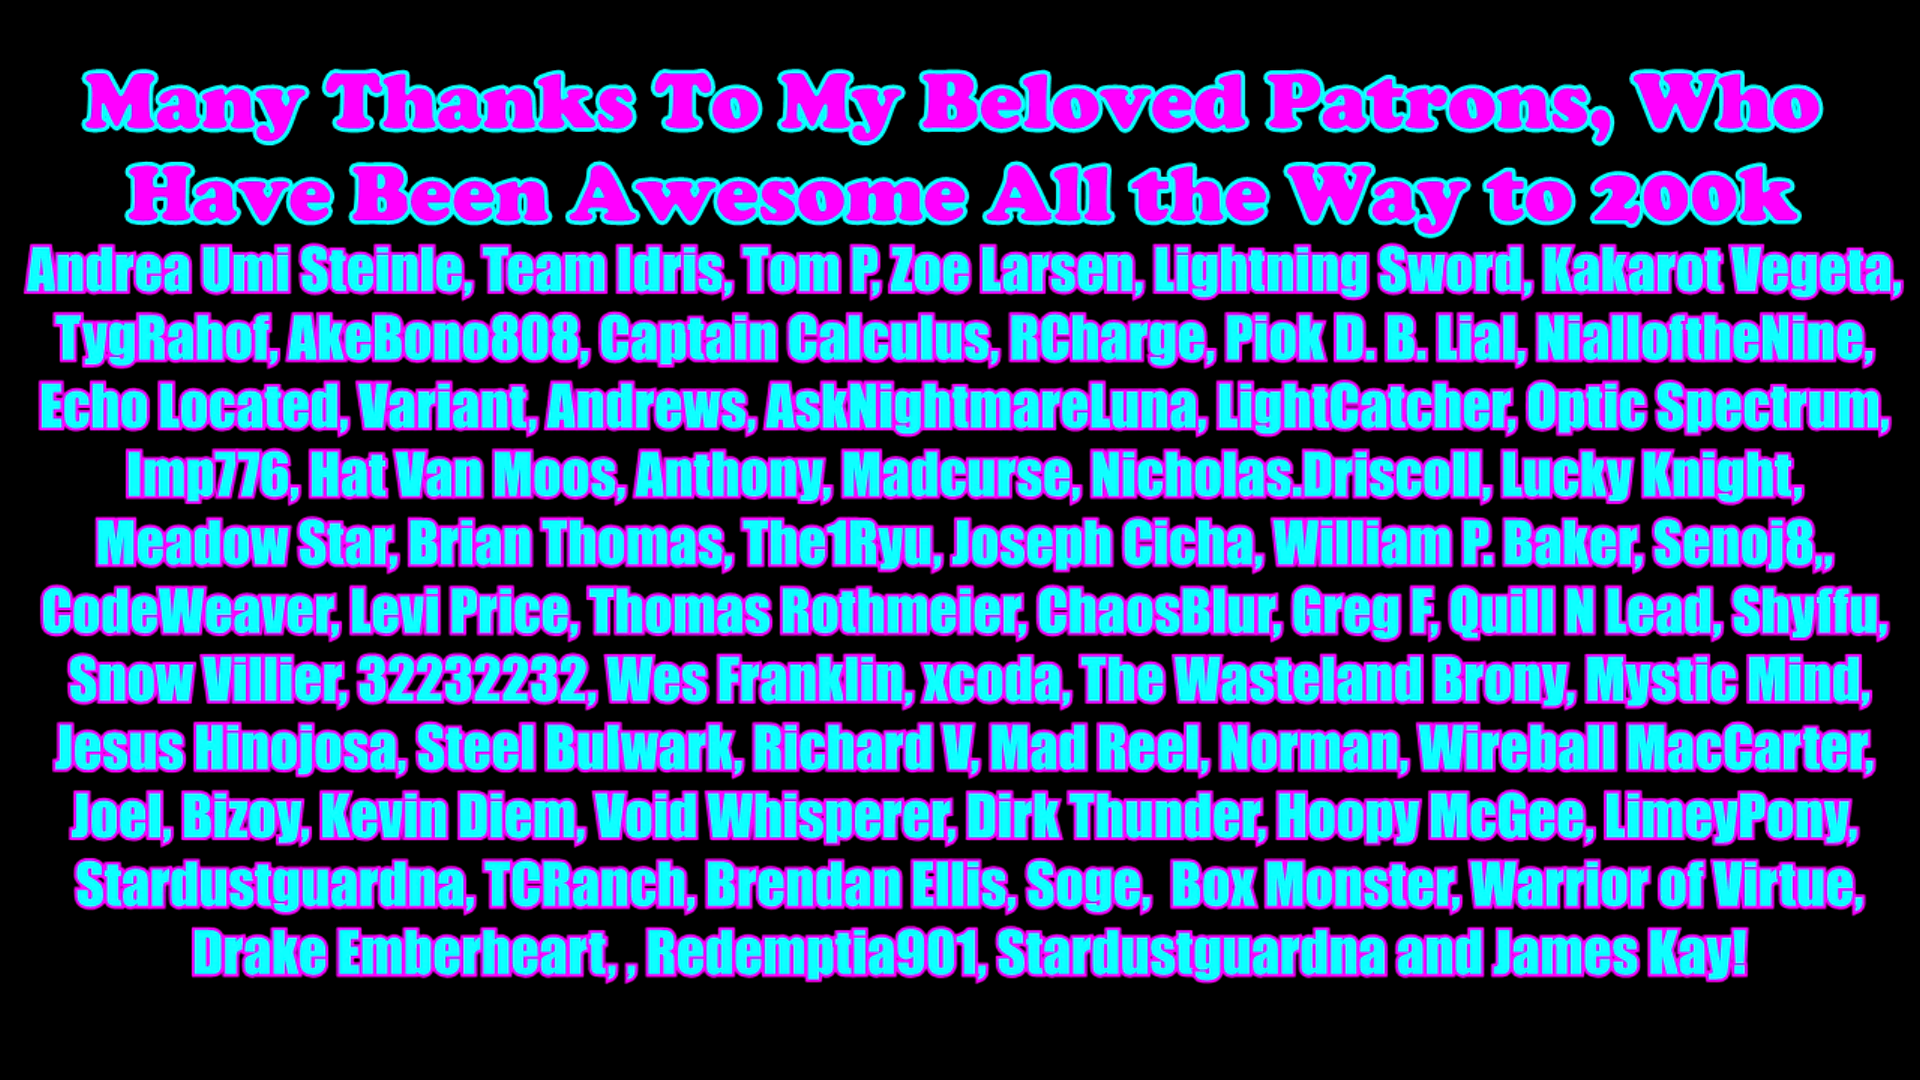 Many Thanks To My Beloved Patrons, Who
Have Been Awesome All the Way to 200k
Andrea Umi Steinle, Team Idris, Tom P, Zoe Larsen, Lightning Sword, Kakarot Vegeta,
TygRahof, AkeBono808, Captain Calculus, RCharge, Piok D. B. Lial, NialloftheNine,
Echo Located, Variant, Andrews, AskNightmareLuna, LightCatcher, Optic Spectrum,
Imp776, Hat Van Moos, Anthony, Madcurse, Nicholas.Driscoll, Lucky Knight,
Meadow Star, Brian Thomas, The1Ryu, Joseph Cicha, William P. Baker, Senoj8,,
CodeWeaver, Levi Price, Thomas Rothmeier, ChaosBlur, Greg F, Quill N Lead, Shyffu,
Snow Villier, 32232232, Wes Franklin, xcoda, The Wasteland Brony, Mystic Mind,
Jesus Hinojosa, Steel Bulwark, Richard V, Mad Reel, Norman, Wireball MacCarter,
Joel, Bizoy, Kevin Diem, Void Whisperer, Dirk Thunder, Hoopy McGee, LimeyPony,
Stardustguardna, TCRanch, Brendan Ellis, Soge,  Box Monster, Warrior of Virtue,
Drake Emberheart, , Redemptia901, Stardustguardna and James Kay!